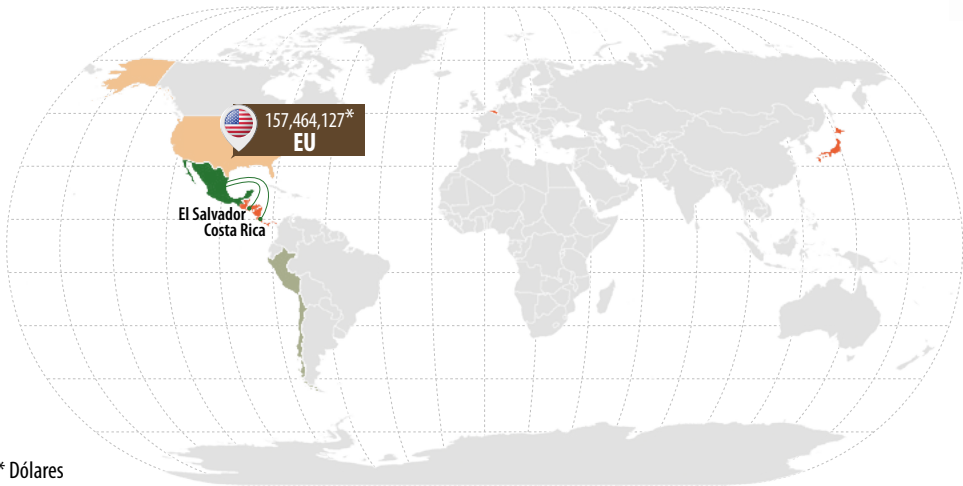 157,464,127*
EU
El Salvador
Costa Rica
* Dólares